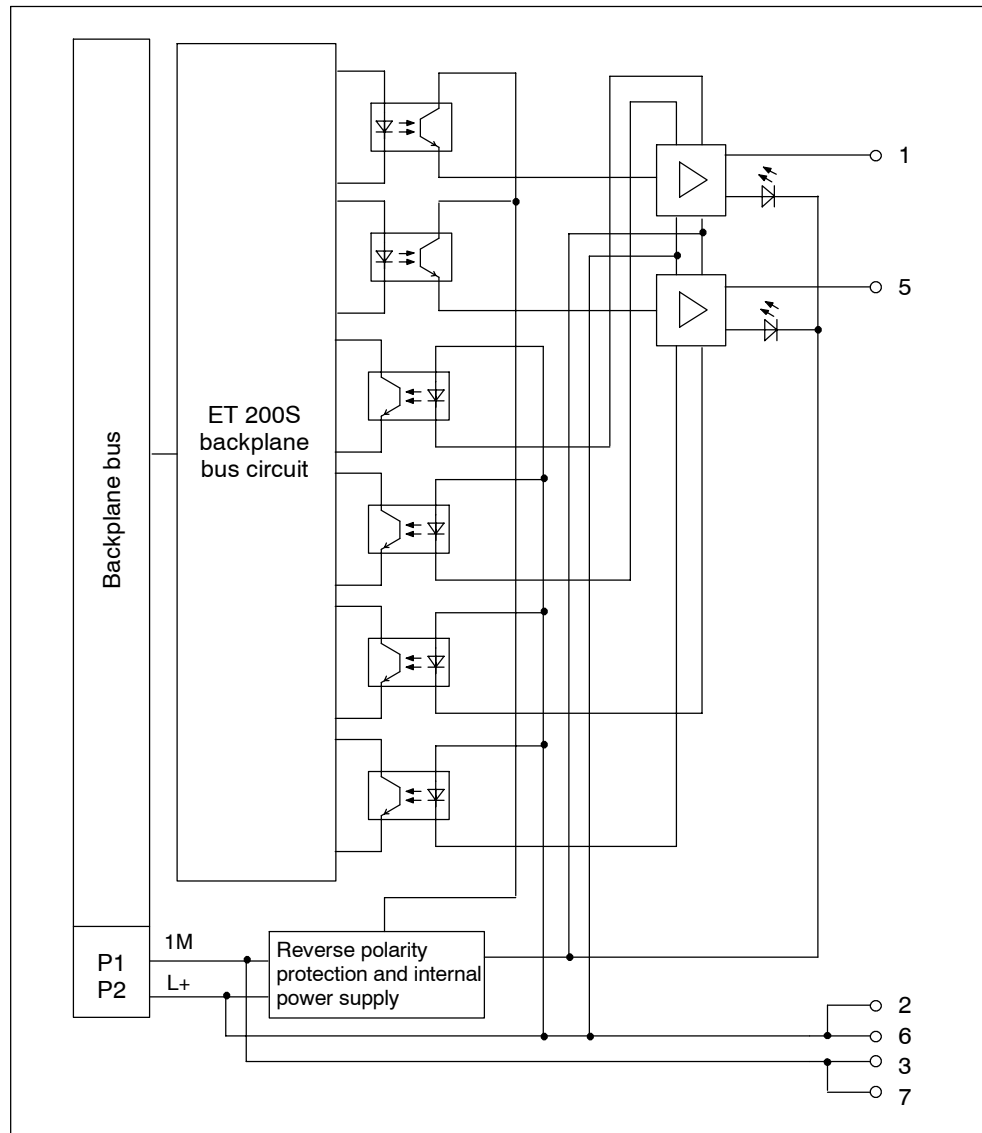 1
5
ET 200S
backplane
bus circuit
Backplane bus
1M
P1
P2
L+
Reverse polarity
protection and internal
power supply
2
6
3
7